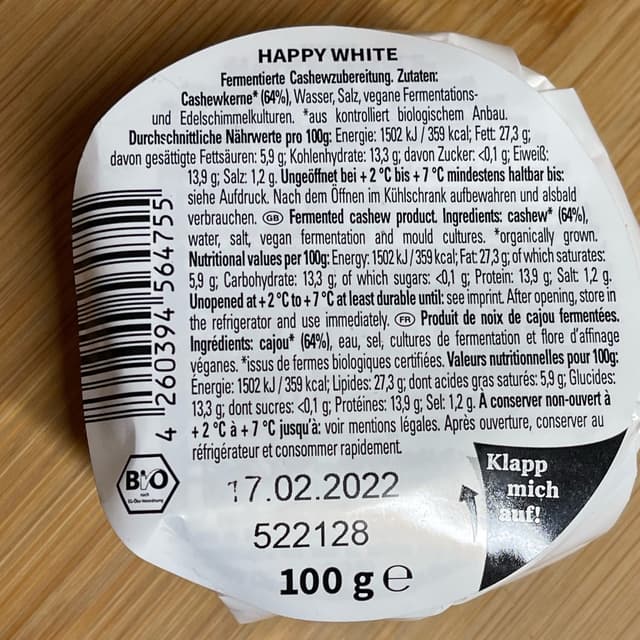 HAPPY WHITE
Fermentierte Cashewzubereitung. Zutaten:
Cashewkerne* (64%), Wasser, Salz, vegane Fermentations-
und Edelschimmelkulturen. *aus kontrolliert biologischem Anbau.
Durchschnittliche Nährwerte pro 100g: Energie: 1502 kJ / 359 kcal; Fett: 27,3 g;
davon gesättigte Fettsäuren: 5,9 g; Kohlenhydrate: 13,3 g; davon Zucker: <0,1 g; Eiweiß:
13,9 g; Salz: 1,2 g. Ungeöffnet bei +2 °C bis +7 °C mindestens haltbar bis:
siehe Aufdruck. Nach dem Öffnen im Kühlschrank aufbewahren und alsbald
verbrauchen. GB Fermented cashew product. Ingredients: cashew* (64%),
water, salt, vegan fermentation and mould cultures. *organically grown.
Nutritional values per 100g: Energy: 1502 kJ / 359 kcal; Fat: 27,3 g; of which saturates:
5,9 g; Carbohydrate: 13,3 g; of which sugars: <0,1 g; Protein: 13,9 g; Salt: 1,2 g.
Unopened at +2 °C to +7 °C at least durable until: see imprint. After opening, store in
the refrigerator and use immediately. FR Produit de noix de cajou fermentées.
Ingrédients: cajou* (64%), eau, sel, cultures de fermentation et flore d'affinage
véganes. *issus de fermes biologiques certifiées. Valeurs nutritionnelles pour 100g:
Énergie: 1502 kJ / 359 kcal; Lipides: 27,3 g; dont acides gras saturés: 5,9 g; Glucides:
13,3 g; dont sucres: <0,1 g; Protéines: 13,9 g; Sel: 1,2 g. À conserver non-ouvert à
+2 °C à +7 °C jusqu'à: voir mentions légales. Après ouverture, conserver au
réfrigérateur et consommer rapidement.
4 260394 564755
BIO
nach
EG-Öko-Verordnung
17.02.2022
522128
100 g e
Klapp
mich
auf!